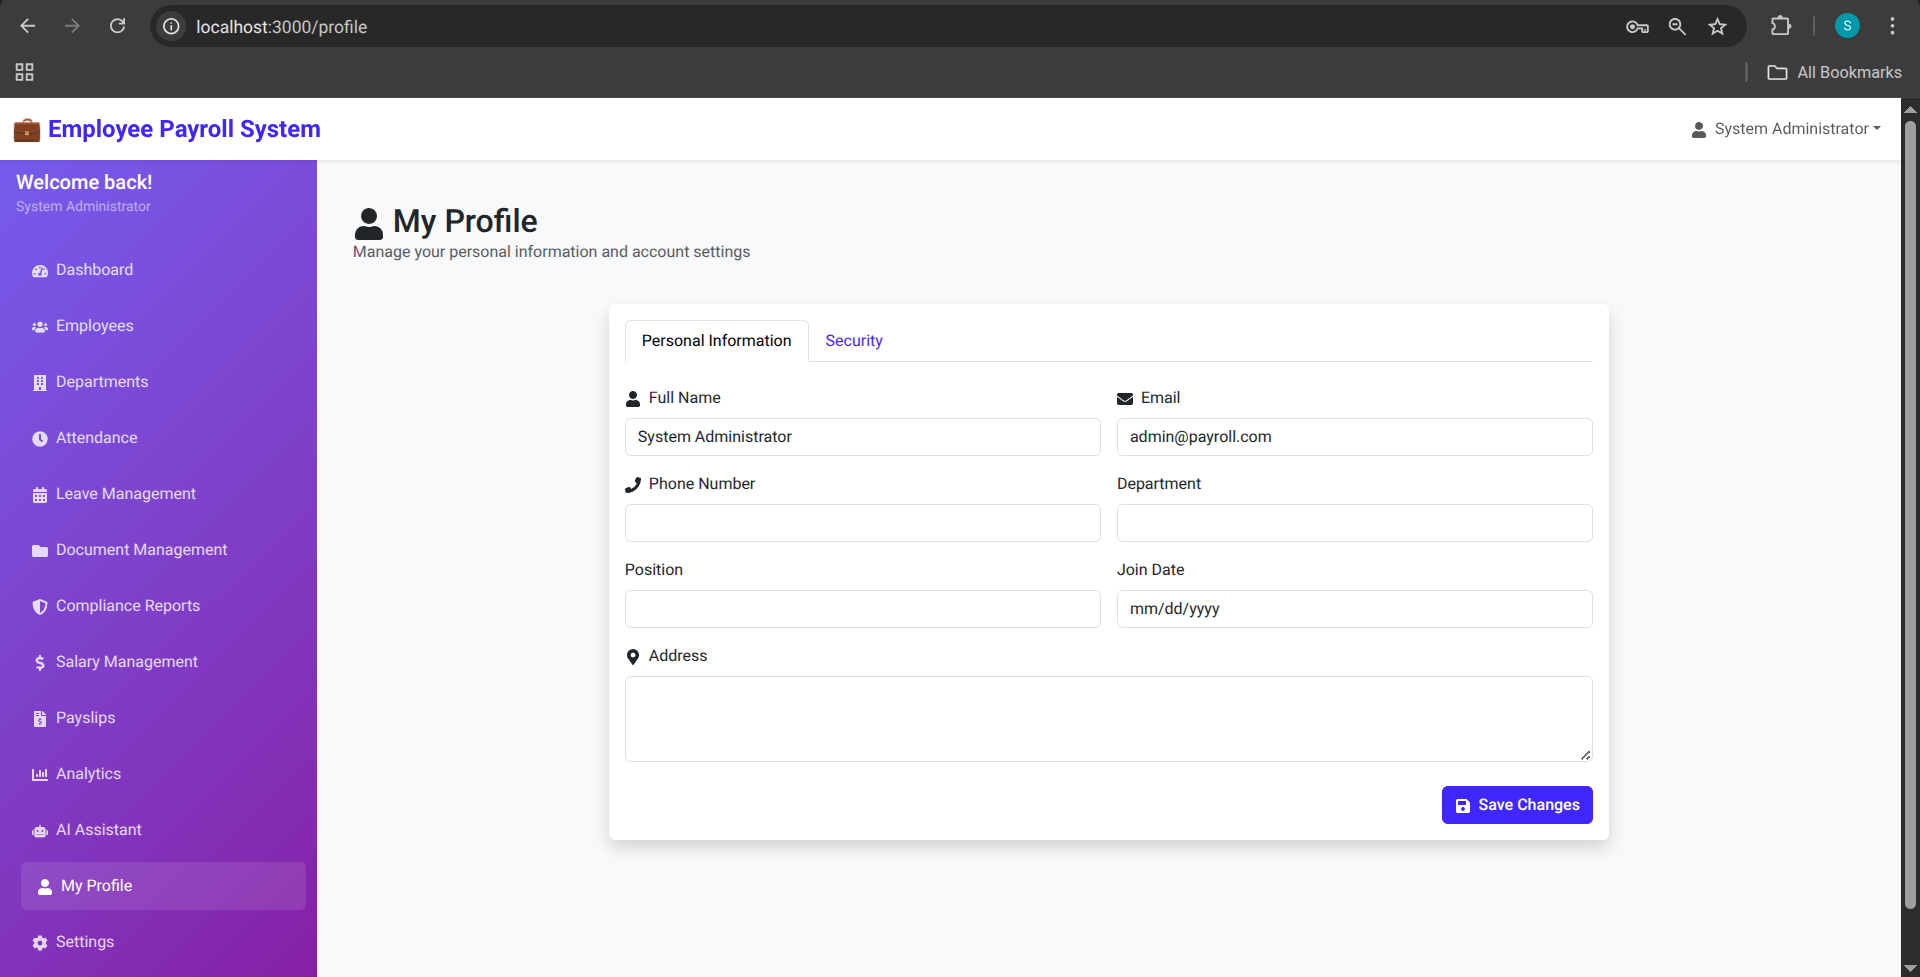 localhost:3000/profile
S
All Bookmarks
Employee Payroll System
System Administrator
Welcome back!
System Administrator
Dashboard
Employees
Departments
Attendance
Leave Management
Document Management
Compliance Reports
Salary Management
Payslips
Analytics
AI Assistant
My Profile
Settings
My Profile
Manage your personal information and account settings
Personal Information
Security
Full Name
Email
System Administrator
admin@payroll.com
Phone Number
Department
Position
Join Date
mm/dd/yyyy
Address
Save Changes